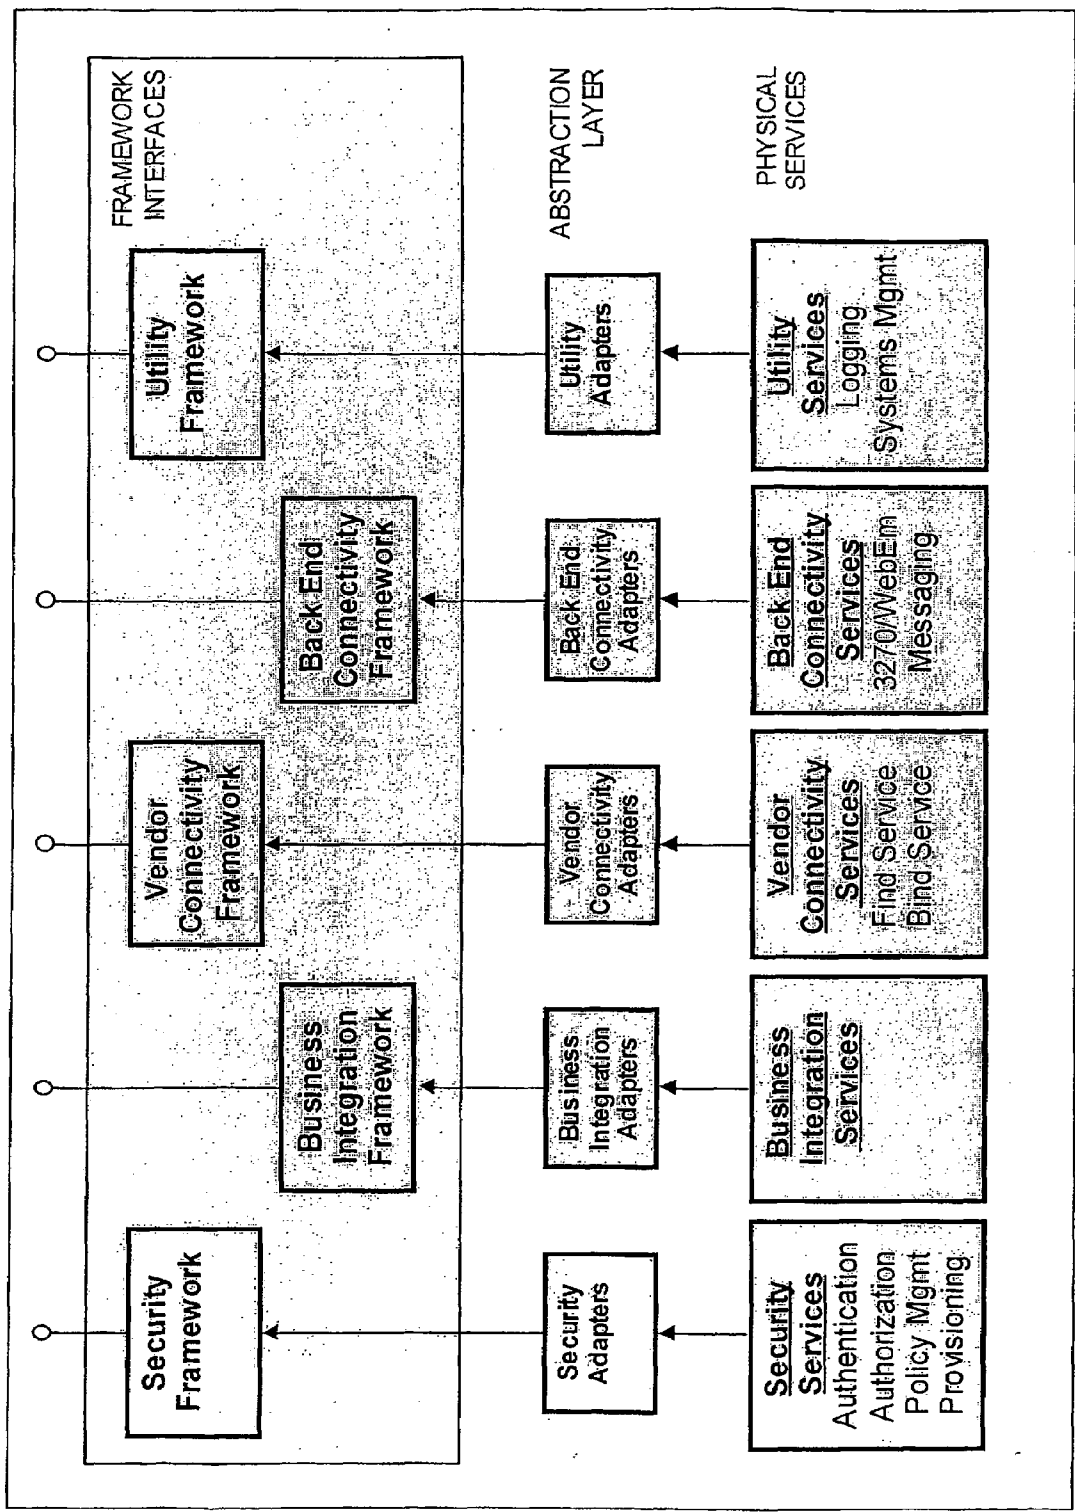 Security
Framework
Business
Integration
Framework
Vendor
Connectivity
Framework
Back End
Connectivity
Framework
Utility
Framework
FRAMEWORK
INTERFACES
Security
Adapters
Business
Integration
Adapters
Vendor
Connectivity
Adapters
Back End
Connectivity
Adapters
Utility
Adapters
ABSTRACTION
LAYER
Security
Services
Authentication
Authorization
Policy Mgmt
Provisioning
Business
Integration
Services
Vendor
Connectivity
Services
Find Service
Bind Service
Back End
Connectivity
Services
3270/WebEm
Messaging
Utility
Services
Logging
Systems Mgmt
PHYSICAL
SERVICES